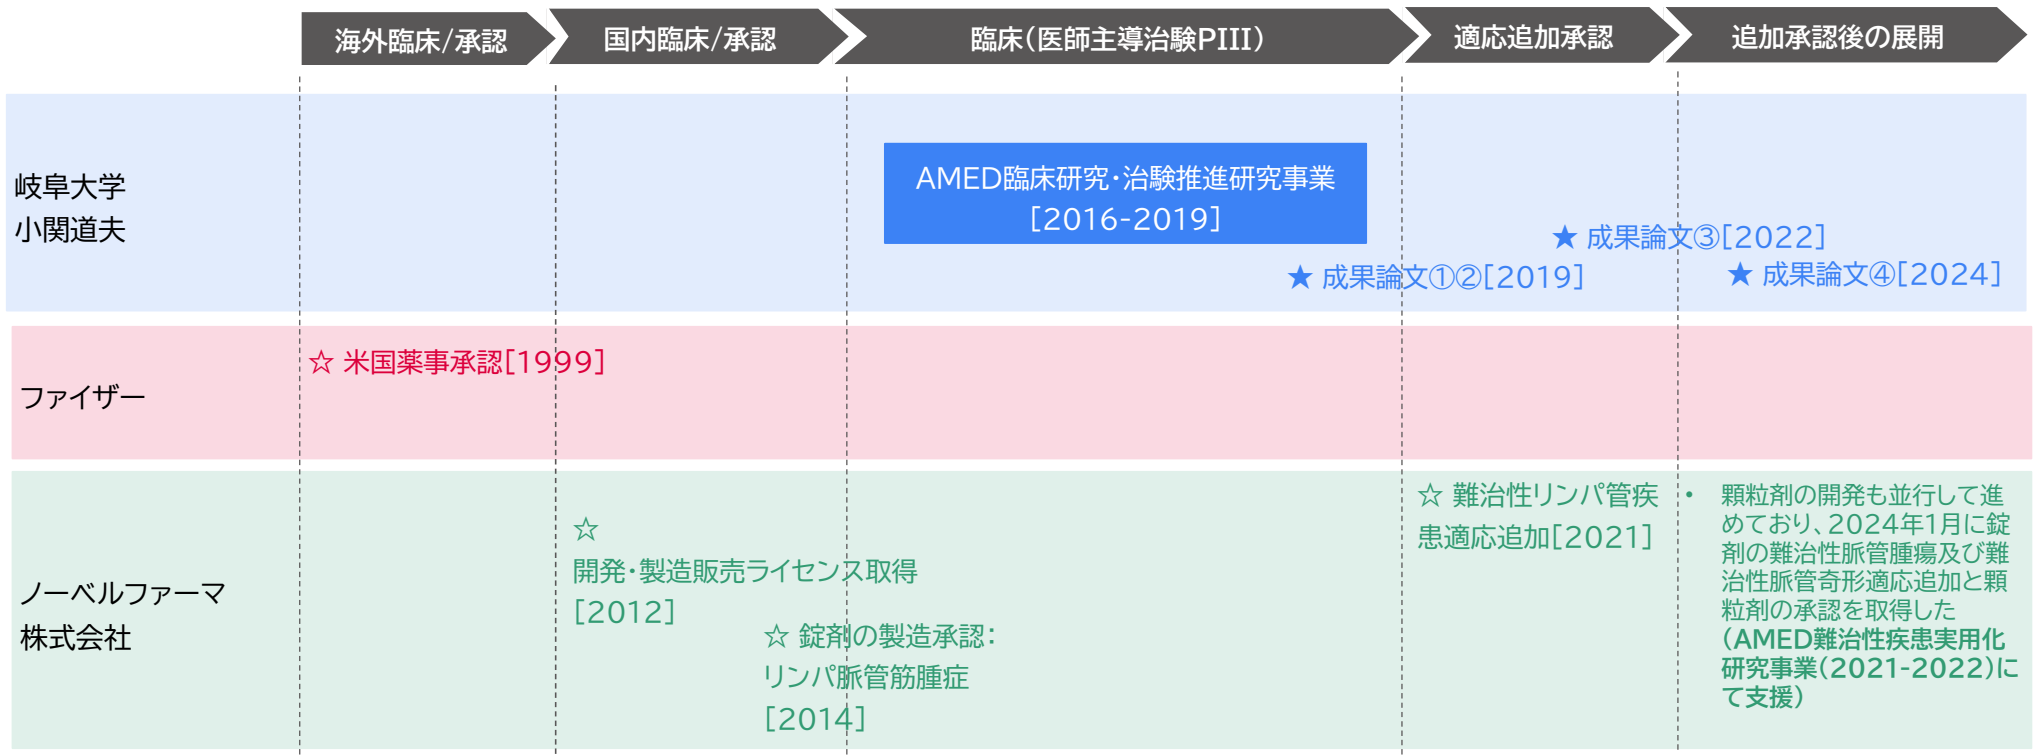 海外臨床/承認
国内臨床/承認
臨床（医師主導治験PIII）
適応追加承認
追加承認後の展開
岐阜大学
小関道夫
AMED臨床研究・治験推進研究事業
[2016-2019]
★ 成果論文③[2022]
★ 成果論文①②[2019]
★ 成果論文④[2024]
ファイザー
☆ 米国薬事承認[1999]
ノーベルファーマ
株式会社
☆
開発・製造販売ライセンス取得
[2012]
☆ 錠剤の製造承認：
リンパ脈管筋腫症
[2014]
☆ 難治性リンパ管疾
患適応追加[2021]
• 顆粒剤の開発も並行して進
めており、2024年1月に錠
剤の難治性脈管腫瘍及び難
治性脈管奇形適応追加と顆
粒剤の承認を取得した
（AMED難治性疾患実用化
研究事業（2021-2022）に
て支援）